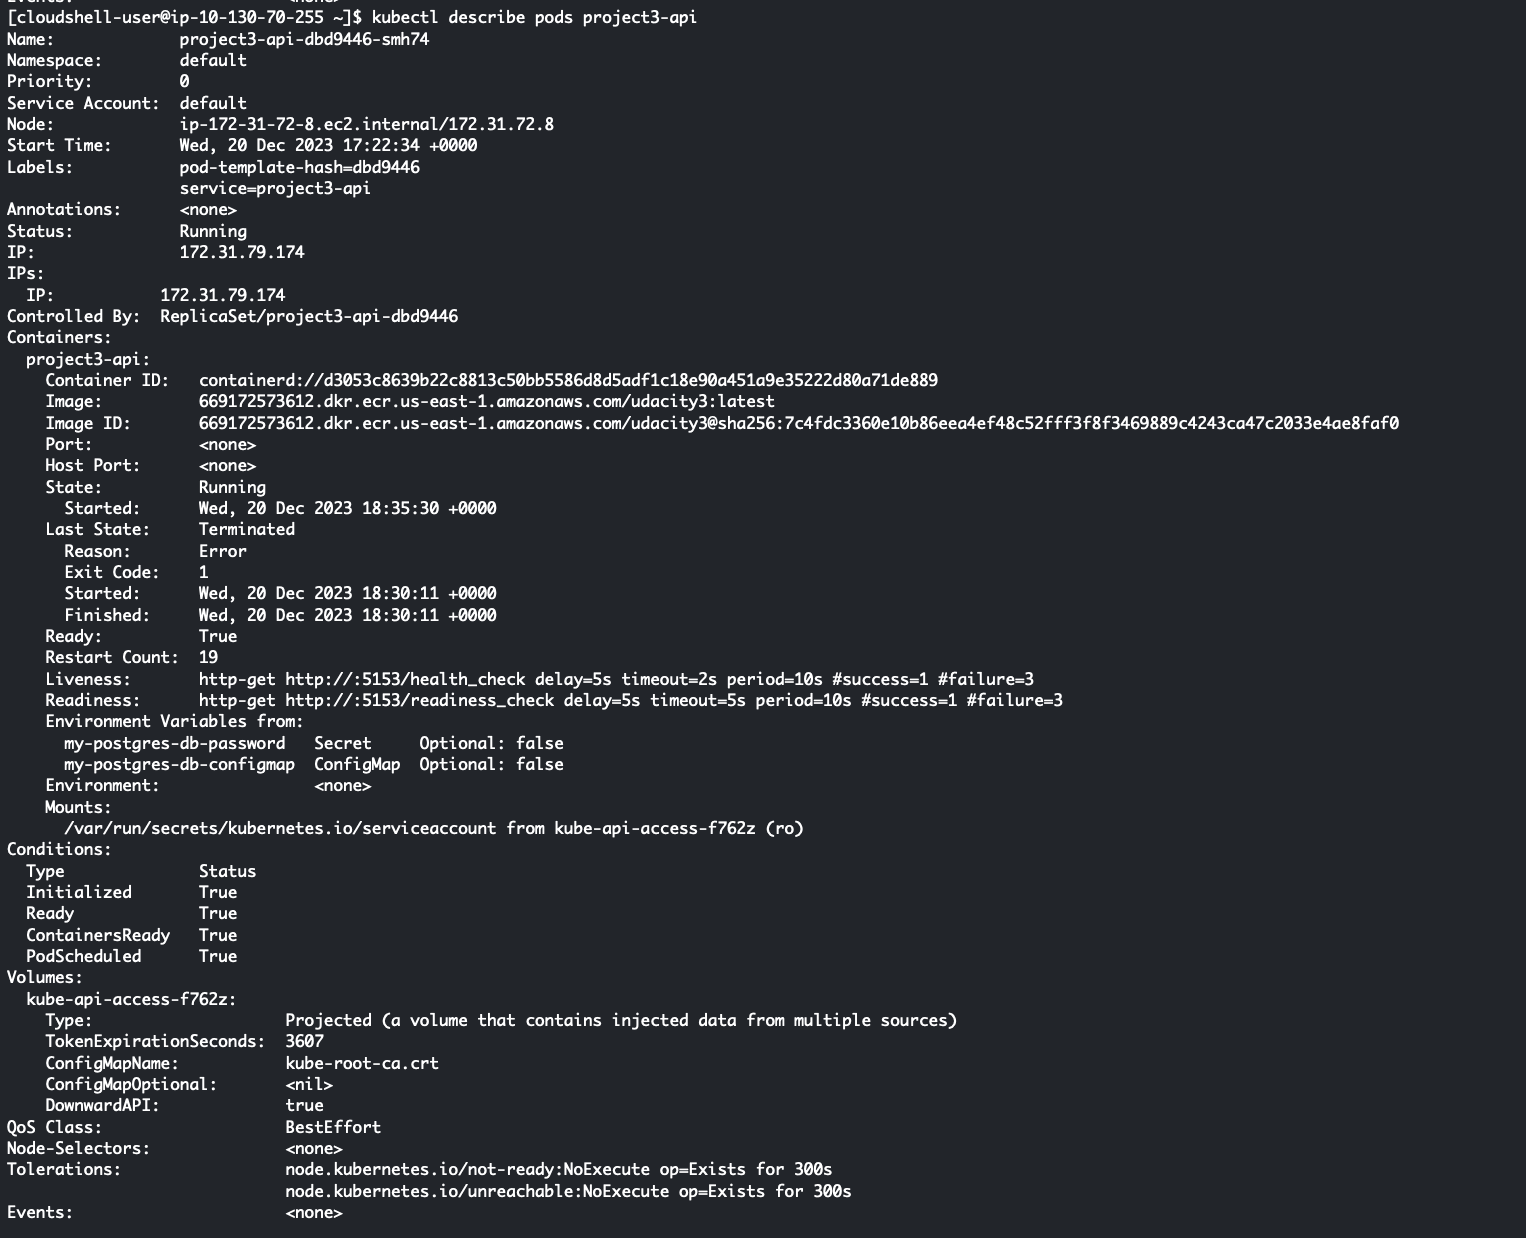 [cloudshell-user@ip-10-130-70-255 ~]$ kubectl describe pods project3-api
Name:             project3-api-dbd9446-smh74
Namespace:        default
Priority:         0
Service Account:  default
Node:             ip-172-31-72-8.ec2.internal/172.31.72.8
Start Time:       Wed, 20 Dec 2023 17:22:34 +0000
Labels:           pod-template-hash=dbd9446
                  service=project3-api
Annotations:      <none>
Status:           Running
IP:               172.31.79.174
IPs:
  IP:           172.31.79.174
Controlled By:  ReplicaSet/project3-api-dbd9446
Containers:
  project3-api:
    Container ID:   containerd://d3053c8639b22c8813c50bb5586d8d5adf1c18e90a451a9e35222d80a71de889
    Image:          669172573612.dkr.ecr.us-east-1.amazonaws.com/udacity3:latest
    Image ID:       669172573612.dkr.ecr.us-east-1.amazonaws.com/udacity3@sha256:7c4fdc3360e10b86eea4ef48c52fff3f8f3469889c4243ca47c2033e4ae8faf0
    Port:           <none>
    Host Port:      <none>
    State:          Running
      Started:      Wed, 20 Dec 2023 18:35:30 +0000
    Last State:     Terminated
      Reason:       Error
      Exit Code:    1
      Started:      Wed, 20 Dec 2023 18:30:11 +0000
      Finished:     Wed, 20 Dec 2023 18:30:11 +0000
    Ready:          True
    Restart Count:  19
    Liveness:       http-get http://:5153/health_check delay=5s timeout=2s period=10s #success=1 #failure=3
    Readiness:      http-get http://:5153/readiness_check delay=5s timeout=5s period=10s #success=1 #failure=3
    Environment Variables from:
      my-postgres-db-password   Secret     Optional: false
      my-postgres-db-configmap  ConfigMap  Optional: false
    Environment:                <none>
    Mounts:
      /var/run/secrets/kubernetes.io/serviceaccount from kube-api-access-f762z (ro)
Conditions:
  Type              Status
  Initialized       True
  Ready             True
  ContainersReady   True
  PodScheduled      True
Volumes:
  kube-api-access-f762z:
    Type:                    Projected (a volume that contains injected data from multiple sources)
    TokenExpirationSeconds:  3607
    ConfigMapName:           kube-root-ca.crt
    ConfigMapOptional:       <nil>
    DownwardAPI:             true
QoS Class:                   BestEffort
Node-Selectors:              <none>
Tolerations:                 node.kubernetes.io/not-ready:NoExecute op=Exists for 300s
                             node.kubernetes.io/unreachable:NoExecute op=Exists for 300s
Events:                      <none>